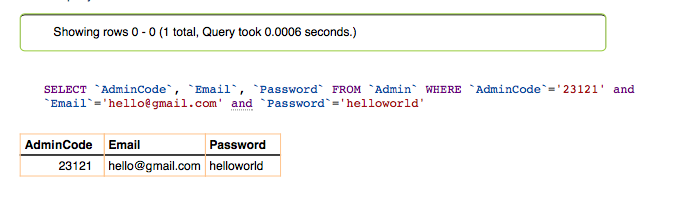 Showing rows 0 - 0 (1 total, Query took 0.0006 seconds.)
SELECT `AdminCode`, `Email`, `Password` FROM `Admin` WHERE `AdminCode`='23121' and
`Email`='hello@gmail.com' and `Password`='helloworld'
AdminCode Email Password
23121 hello@gmail.com helloworld